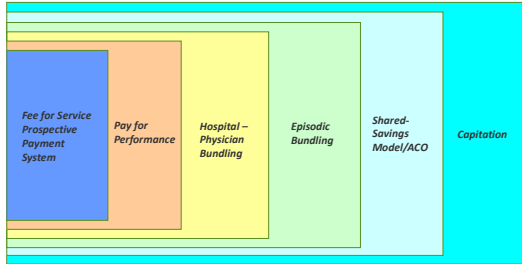 Fee for Service
Prospective
Payment
System
Pay for
Performance
Hospital –
Physician
Bundling
Episodic
Bundling
Shared-
Savings
Model/ACO
Capitation